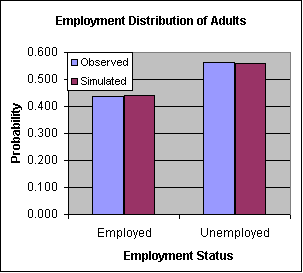 Employment Distribution of Adults
Observed
Simulated
Probability
0.600
0.500
0.400
0.300
0.200
0.100
0.000
Employed Unemployed
Employment Status